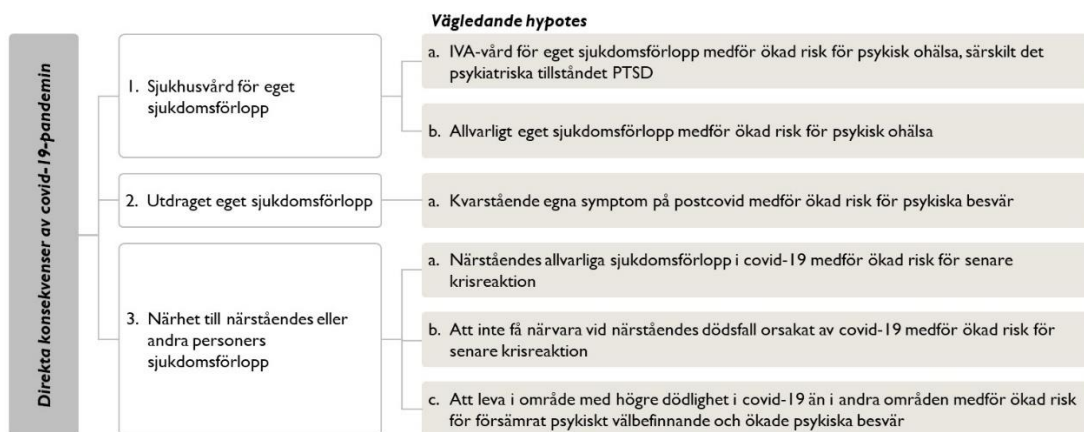 Direkta konsekvenser av covid-19-pandemin
Vägledande hypotes
1. Sjukhusvård för eget
sjukdomsförlopp
a. IVA-vård för eget sjukdomsförlopp medför ökad risk för psykisk ohälsa, särskilt det
psykiatriska tillståndet PTSD
b. Allvarligt eget sjukdomsförlopp medför ökad risk för psykisk ohälsa
2. Utdraget eget sjukdomsförlopp
a. Kvarstående egna symptom på postcovid medför ökad risk för psykiska besvär
3. Närhet till närståendes eller
andra personers
sjukdomsförlopp
a. Närståendes allvarliga sjukdomsförlopp i covid-19 medför ökad risk för senare
krisreaktion
b. Att inte få närvara vid närståendes dödsfall orsakat av covid-19 medför ökad risk för
senare krisreaktion
c. Att leva i område med högre dödlighet i covid-19 än i andra områden medför ökad risk
för försämrat psykiskt välbefinnande och ökade psykiska besvär